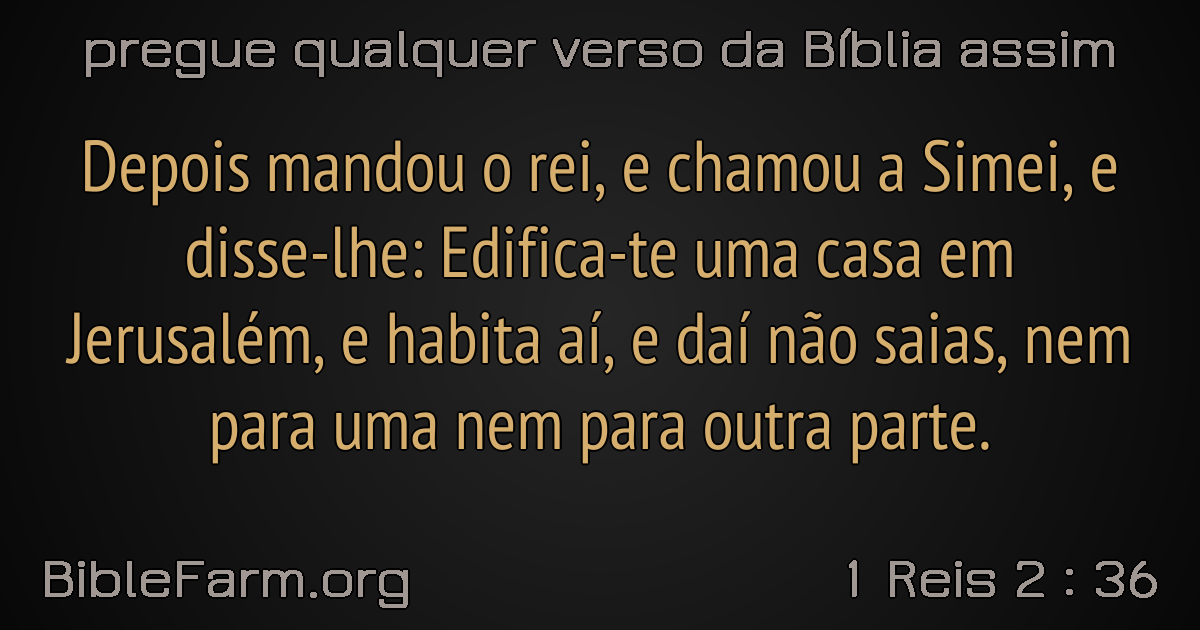 pregue qualquer verso da Bíblia assim
Depois mandou o rei, e chamou a Simei, e
disse-lhe: Edifica-te uma casa em
Jerusalém, e habita aí, e daí não saias, nem
para uma nem para outra parte.
BibleFarm.org
1 Reis 2 : 36